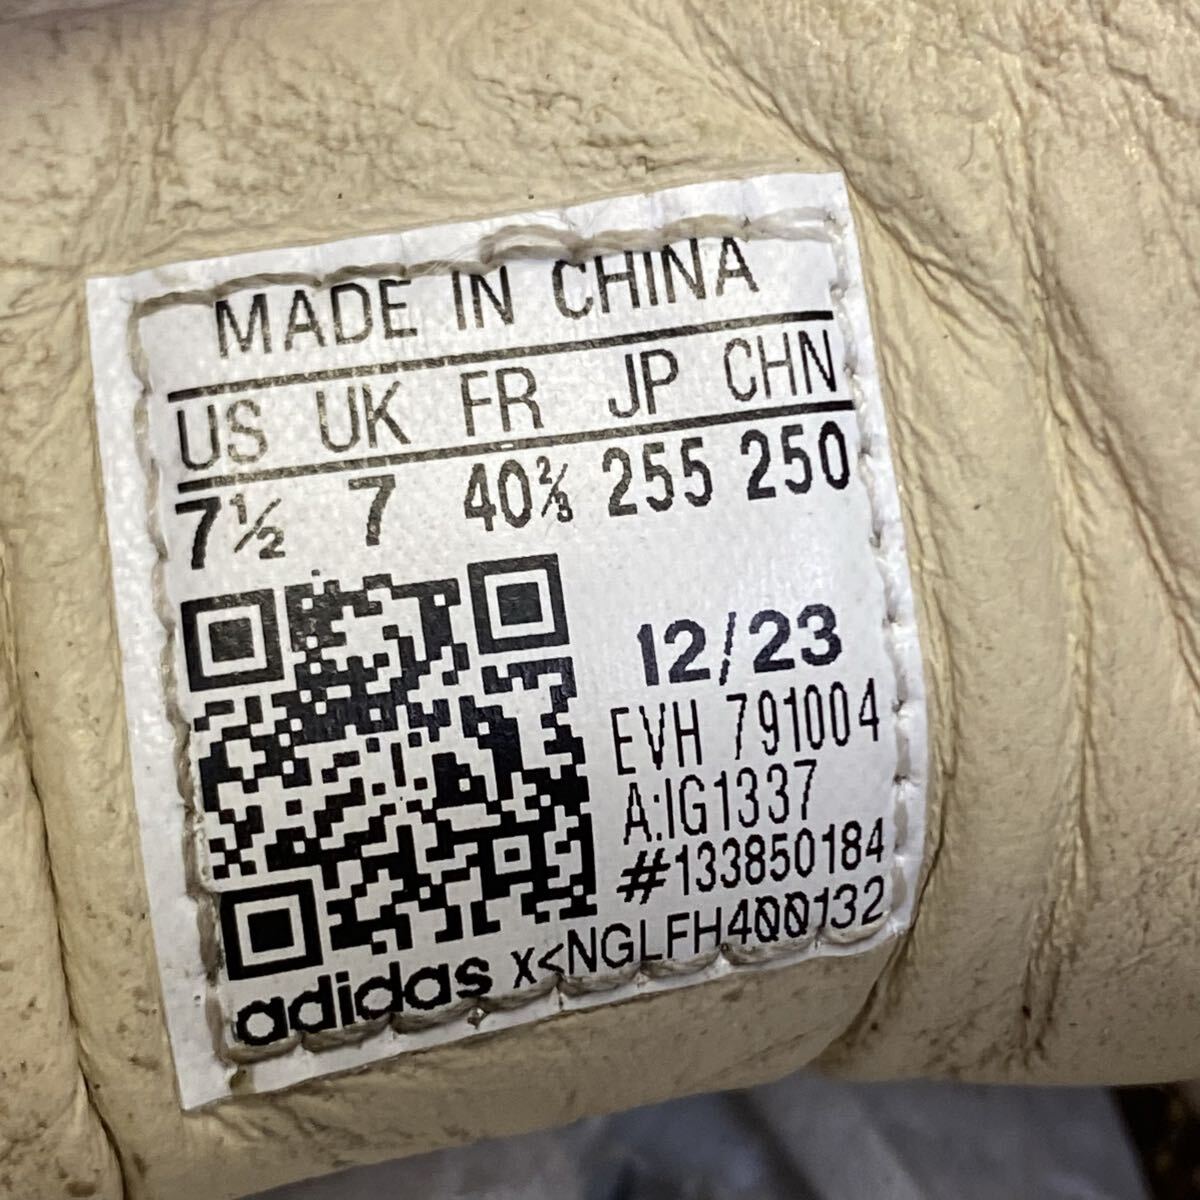 MADE IN CHINA
US UK FR JP CHN
7½ 7 40⅔ 255 250
12/23
EVH 791004
A:IG1337
#133850184
X<NGLFH400132
adidas